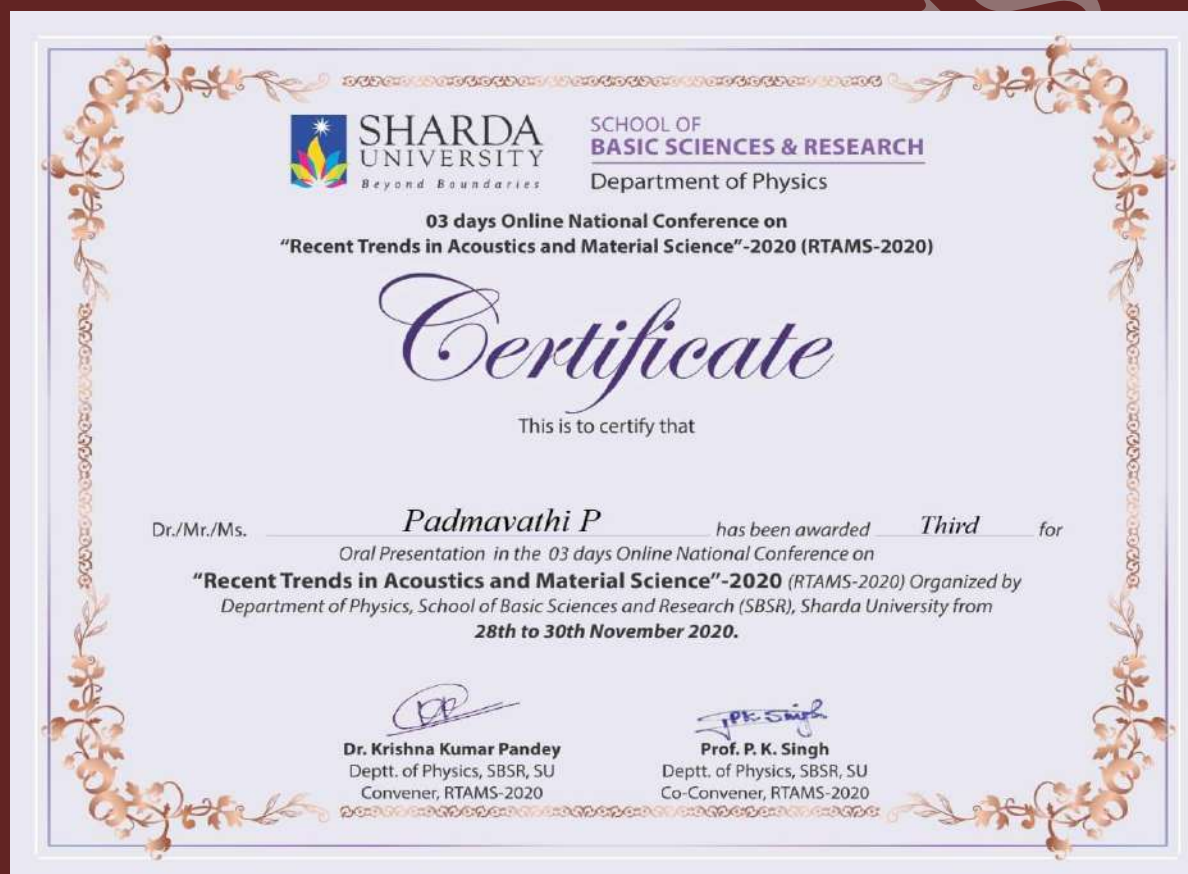 SHARDA
UNIVERSITY
Beyond Boundaries
SCHOOL OF
BASIC SCIENCES & RESEARCH
Department of Physics
03 days Online National Conference on
“Recent Trends in Acoustics and Material Science”-2020 (RTAMS-2020)
Certificate
This is to certify that
Dr./Mr./Ms. Padmavathi P has been awarded Third for
Oral Presentation in the 03 days Online National Conference on
“Recent Trends in Acoustics and Material Science”-2020 (RTAMS-2020) Organized by
Department of Physics, School of Basic Sciences and Research (SBSR), Sharda University from
28th to 30th November 2020.
PK Singh
Dr. Krishna Kumar Pandey
Deptt. of Physics, SBSR, SU
Convener, RTAMS-2020
Prof. P. K. Singh
Deptt. of Physics, SBSR, SU
Co-Convener, RTAMS-2020